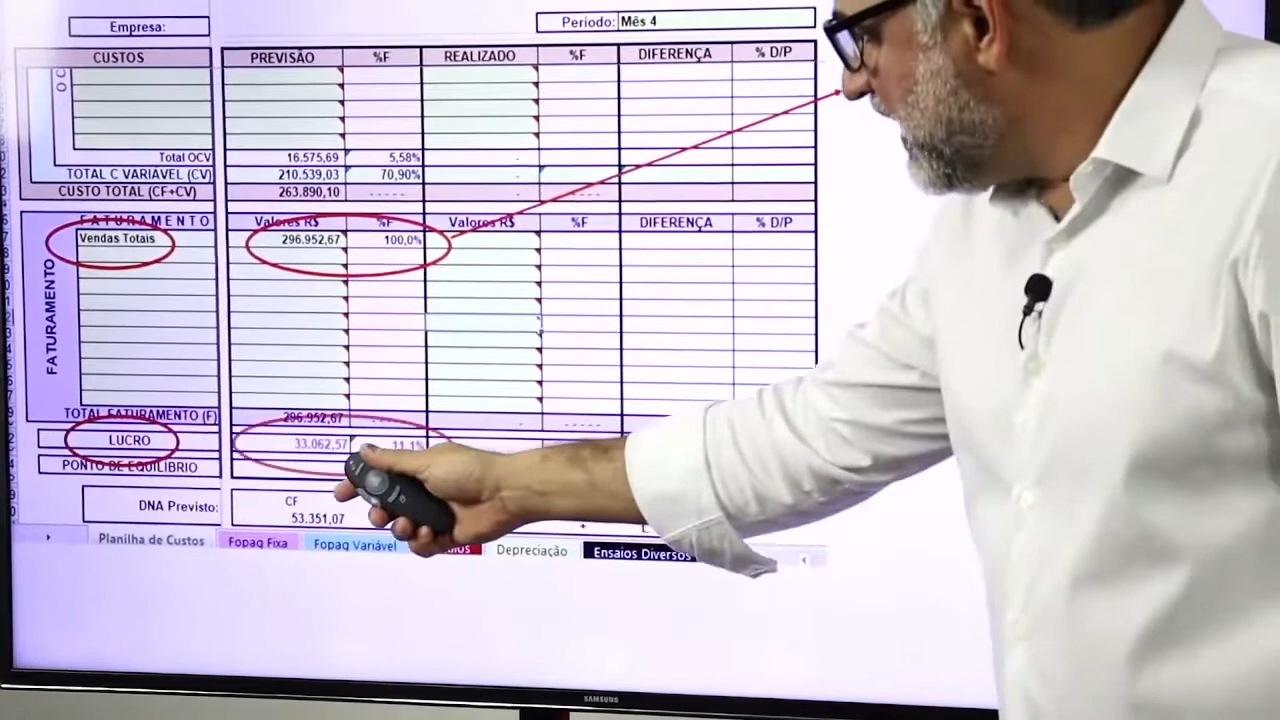 Empresa:
Período: Mês 4
CUSTOS PREVISÃO %F REALIZADO %F DIFERENÇA % D/P
Total OCV 16.575,69 5,58% -
TOTAL C VARIÁVEL (CV) 210.539,03 70,90% -
CUSTO TOTAL (CF+CV) 263.890,10 - - - - - - - - - -
FATURAMENTO Valores R$ %F Valores R$ %F DIFERENÇA % D/P
Vendas Totais 296.952,67 100,0%
FATURAMENTO
TOTAL FATURAMENTO (F) 296.952,67 - - - - - -
LUCRO 33.062,57 11,1%
PONTO DE EQUILÍBRIO
DNA Previsto: CF
53.351,07
Planilha de Custos Fopag Fixa Fopag Variável Depreciação Ensaios Diversos
SAMSUNG